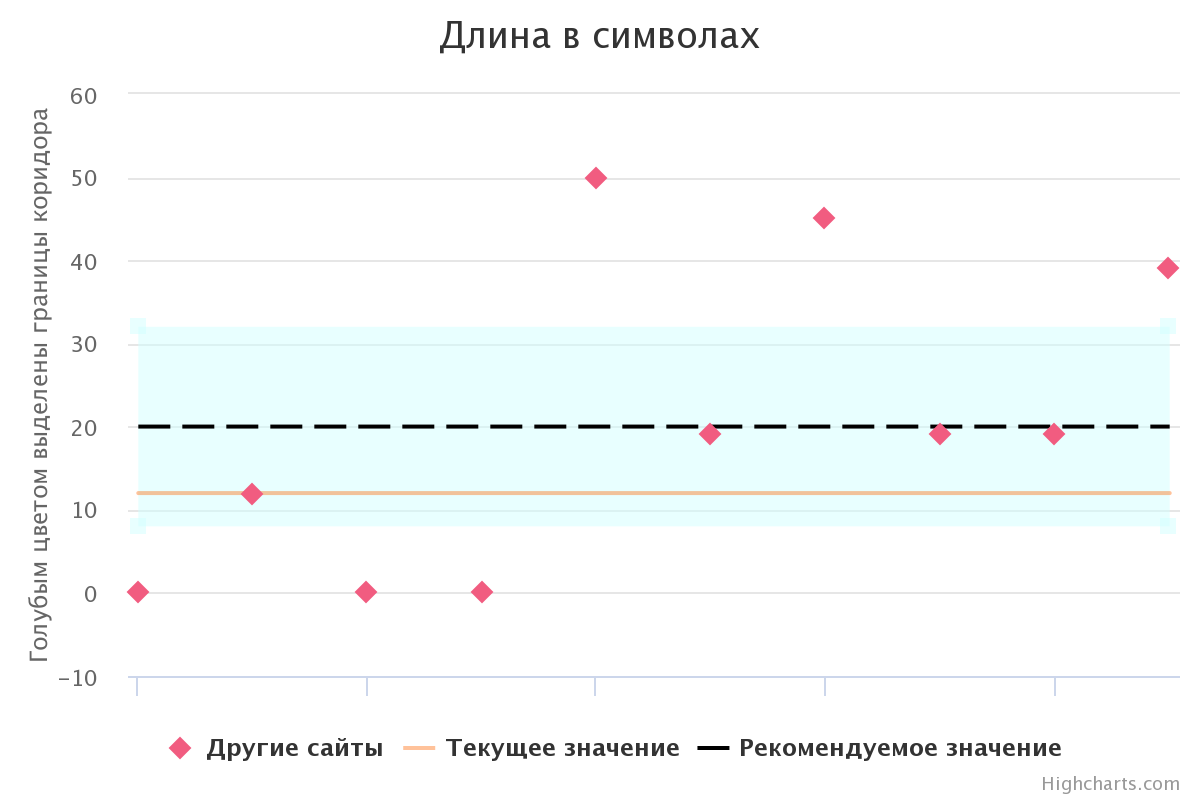 Длина в символах
Голубым цветом выделены границы коридора
60
50
40
30
20
10
0
−10
Другие сайты
Текущее значение
Рекомендуемое значение
Highcharts.com